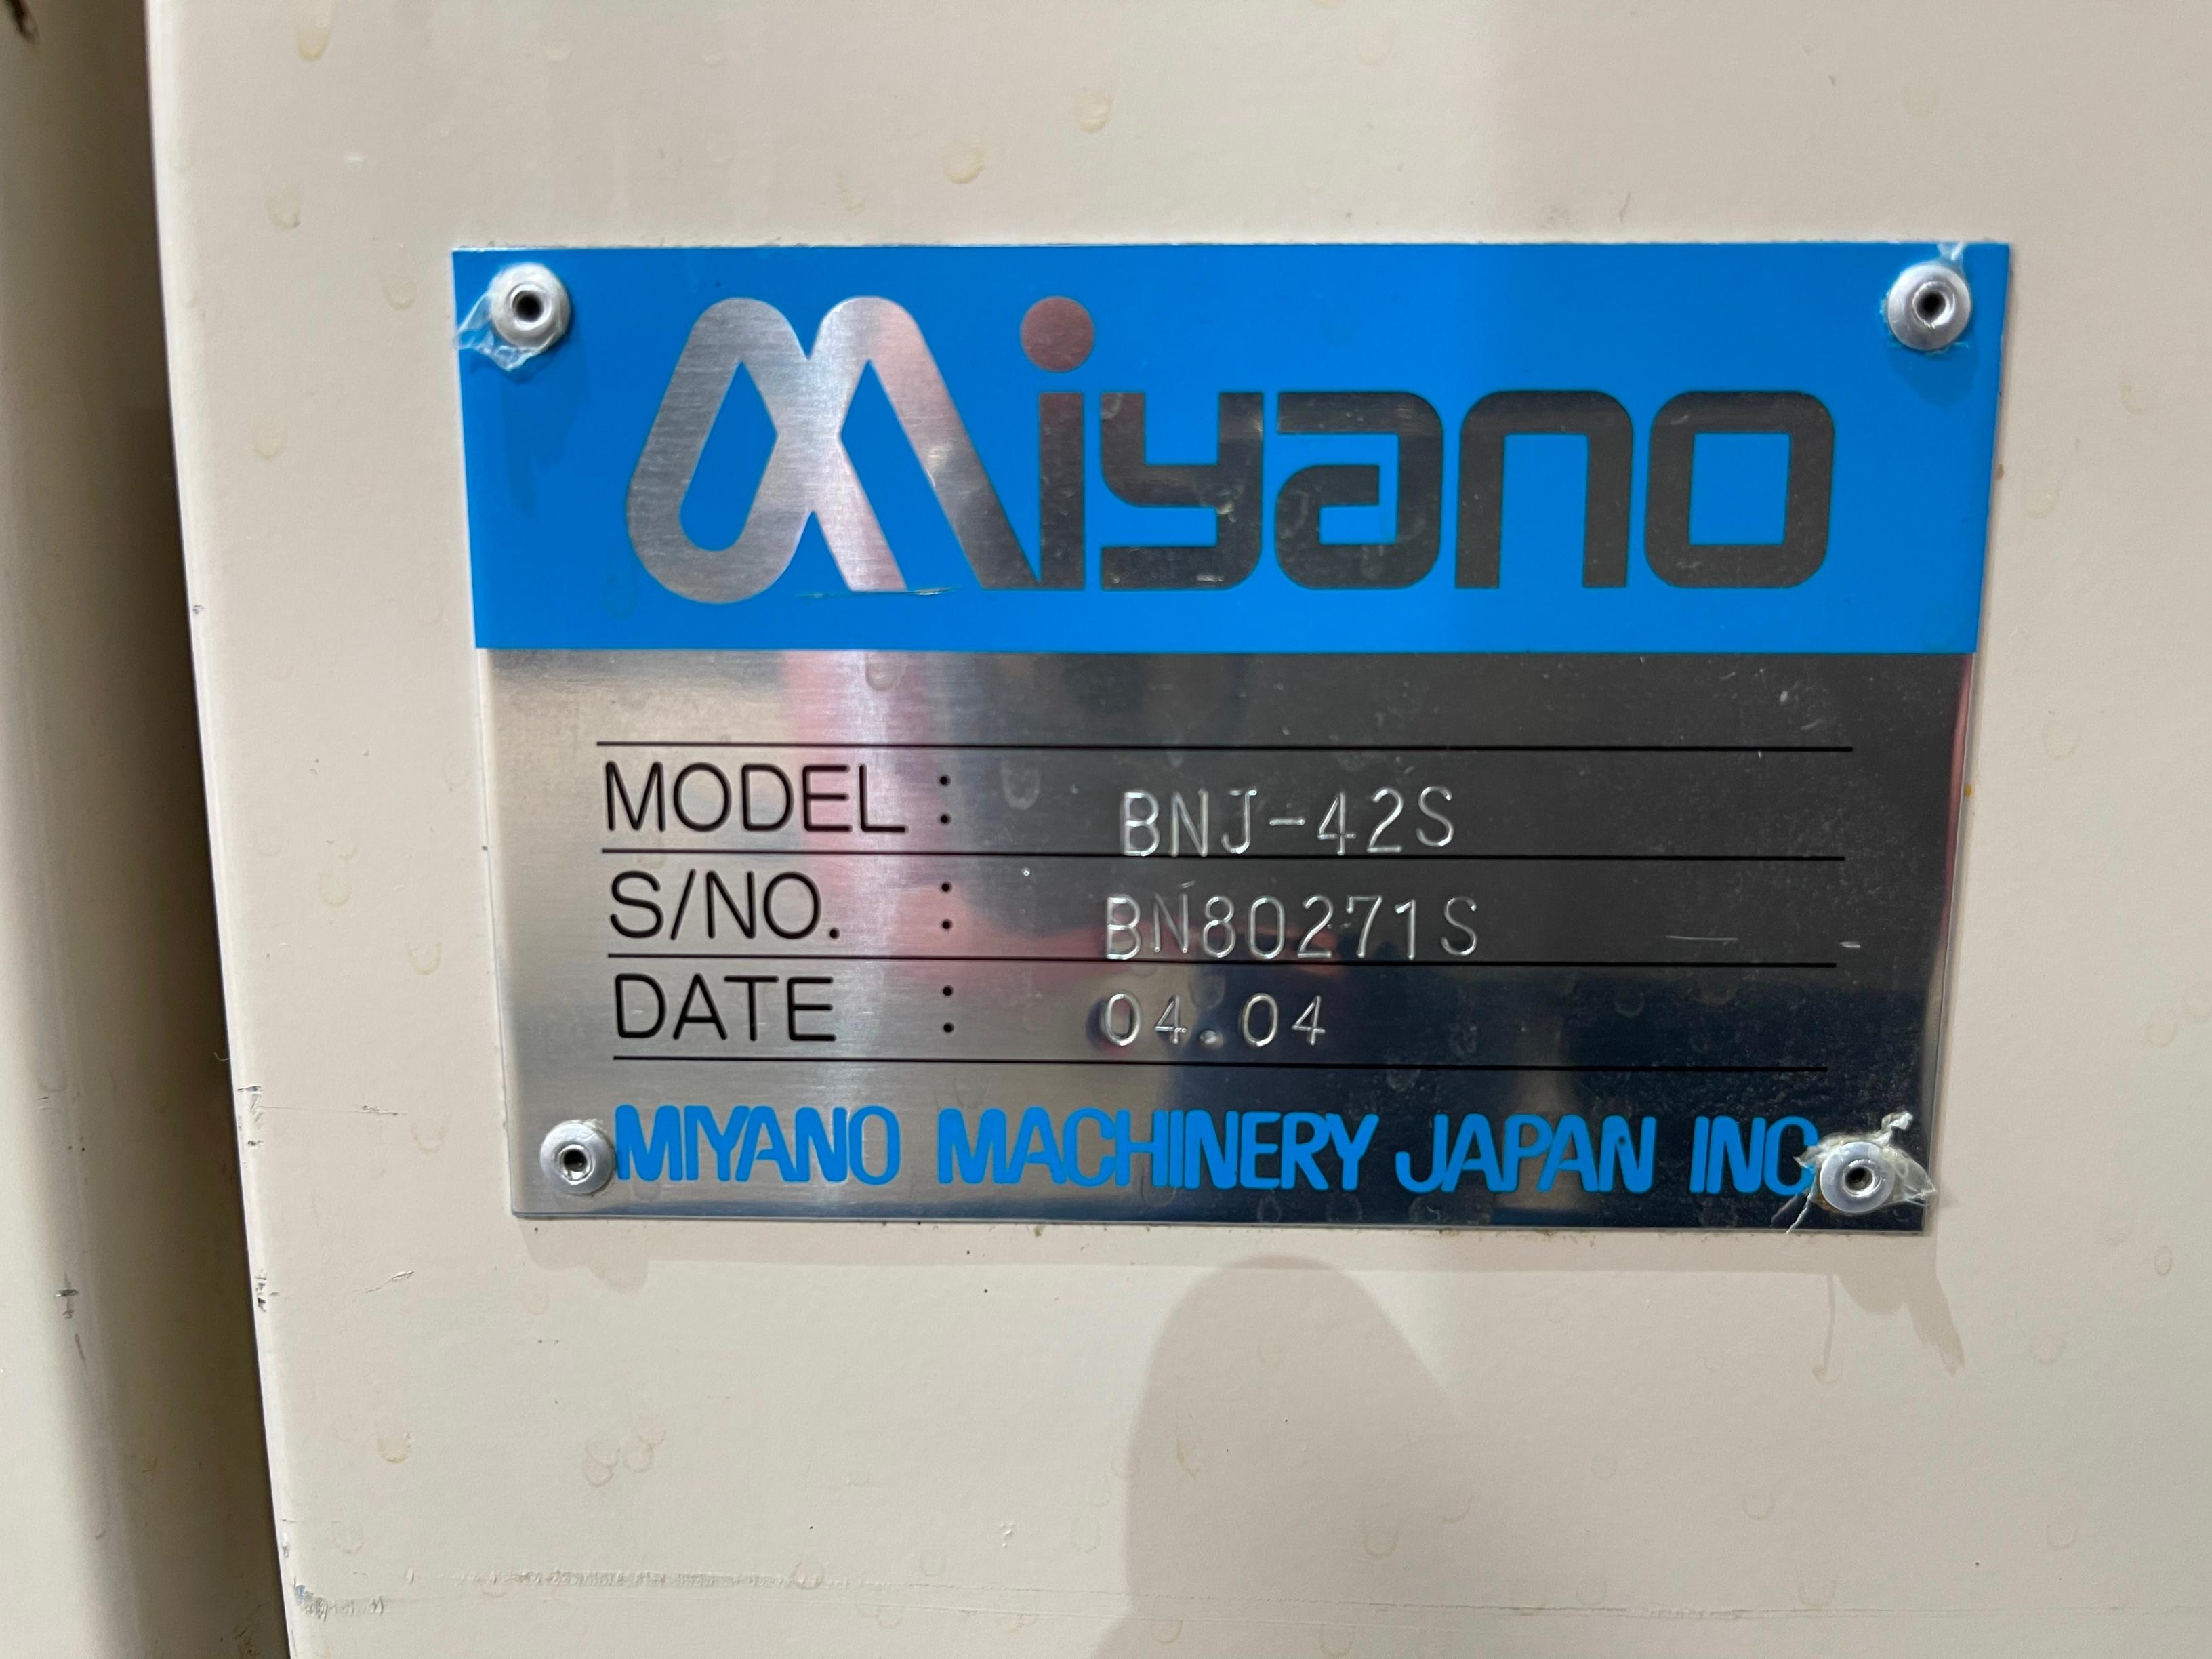 Miyano
MODEL : BNJ-42S
S/NO. : BN80271S
DATE : 04.04
MIYANO MACHINERY JAPAN INC